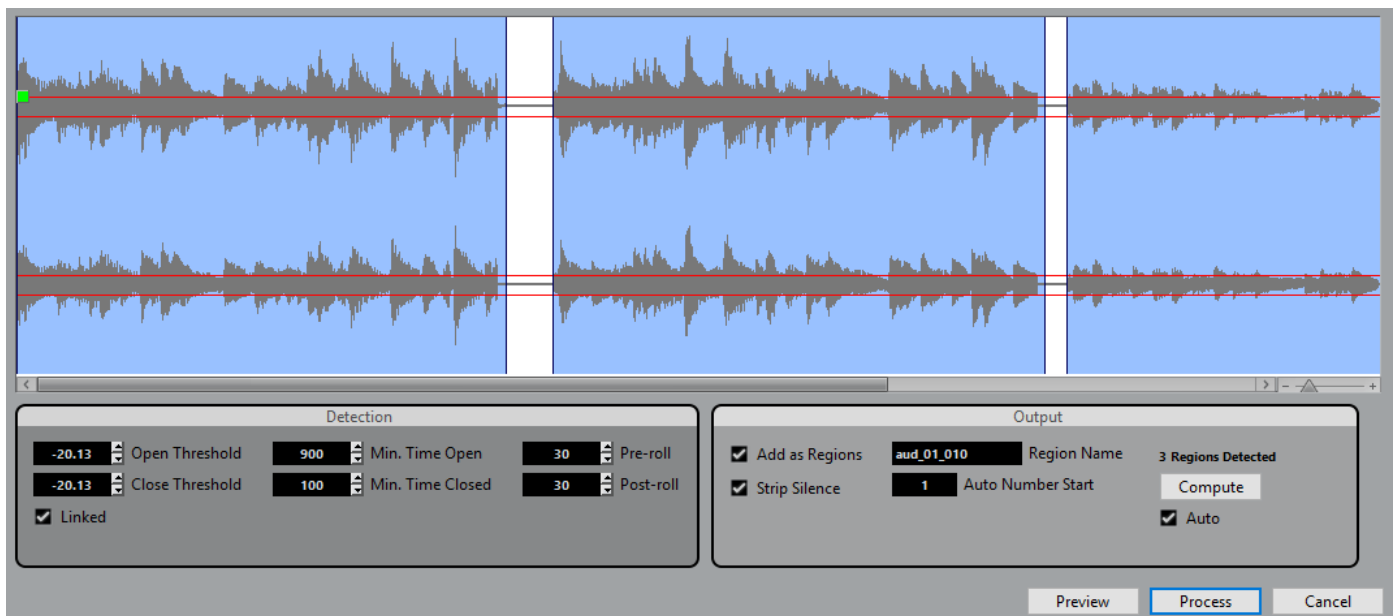 Detection
-20.13 Open Threshold 900 Min. Time Open 30 Pre-roll
-20.13 Close Threshold 100 Min. Time Closed 30 Post-roll
Linked
Output
Add as Regions aud_01_010 Region Name 3 Regions Detected
Strip Silence 1 Auto Number Start Compute
Auto
Preview Process Cancel